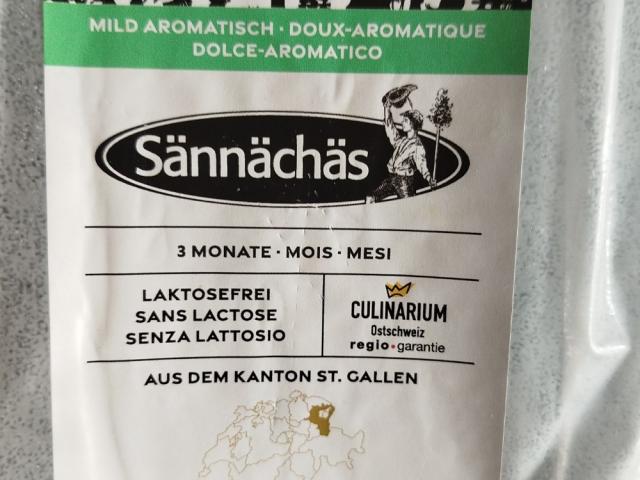 MILD AROMATISCH · DOUX-AROMATIQUE
DOLCE-AROMATICO
Sännächäs
3 MONATE · MOIS · MESI
LAKTOSEFREI
SANS LACTOSE
SENZA LATTOSIO
CULINARIUM
Ostschweiz
regio•garantie
AUS DEM KANTON ST. GALLEN